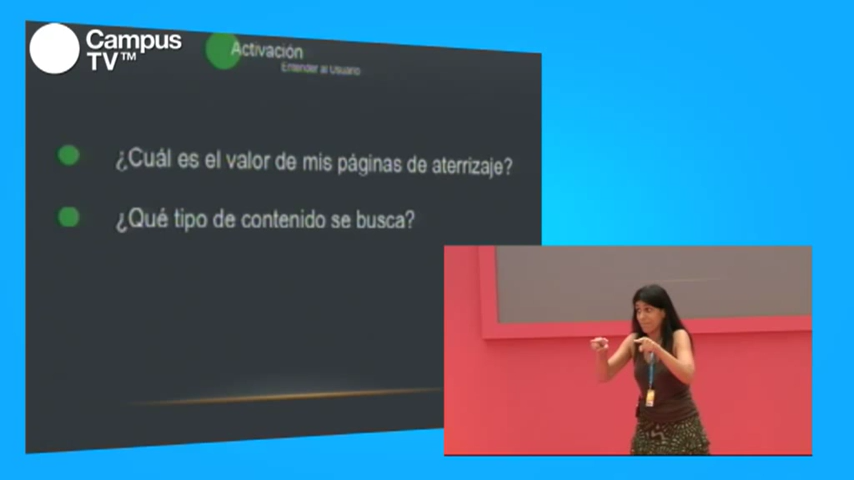 Campus
TV™
Activación
Entender al Usuario
¿Cuál es el valor de mis páginas de aterrizaje?
¿Qué tipo de contenido se busca?